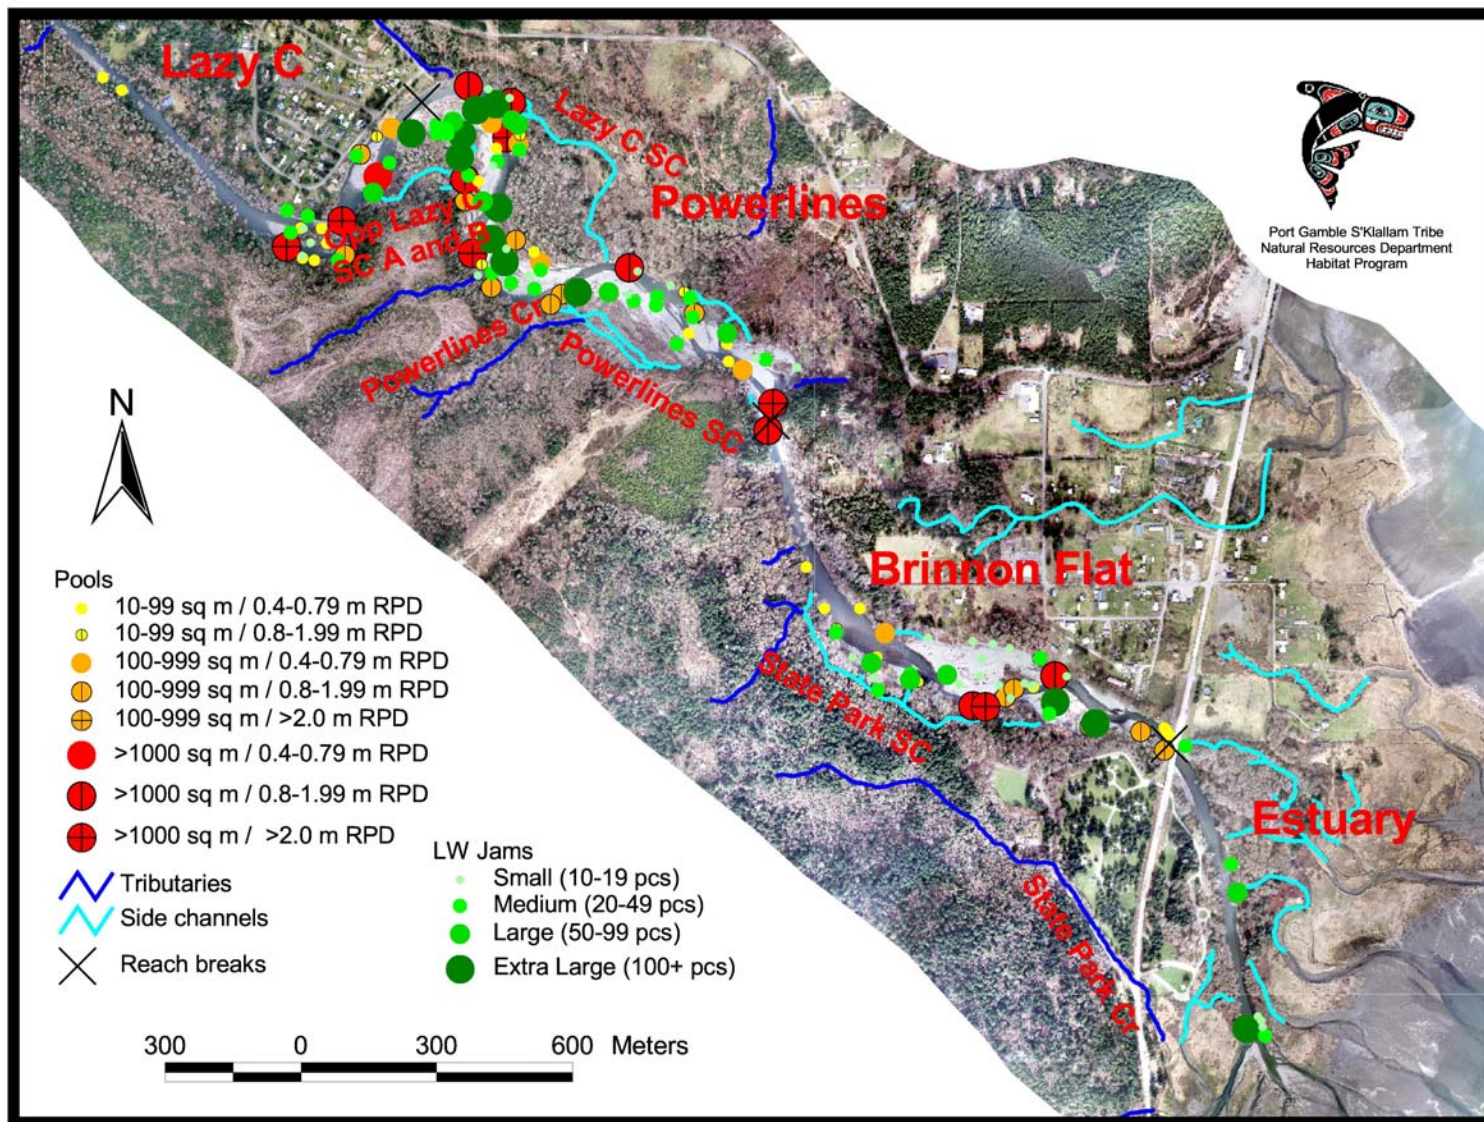 Lazy C
Lazy C SC
Powerlines
Opp Lazy C
SC A and B
Port Gamble S'Klallam Tribe
Natural Resources Department
Habitat Program
Powerlines Cr
Powerlines SC
N
Brinnon Flat
State Park SC
Estuary
State Park Cr
Pools
10-99 sq m / 0.4-0.79 m RPD
10-99 sq m / 0.8-1.99 m RPD
100-999 sq m / 0.4-0.79 m RPD
100-999 sq m / 0.8-1.99 m RPD
100-999 sq m / >2.0 m RPD
>1000 sq m / 0.4-0.79 m RPD
>1000 sq m / 0.8-1.99 m RPD
>1000 sq m / >2.0 m RPD
Tributaries
Side channels
Reach breaks
LW Jams
Small (10-19 pcs)
Medium (20-49 pcs)
Large (50-99 pcs)
Extra Large (100+ pcs)
300 0 300 600 Meters